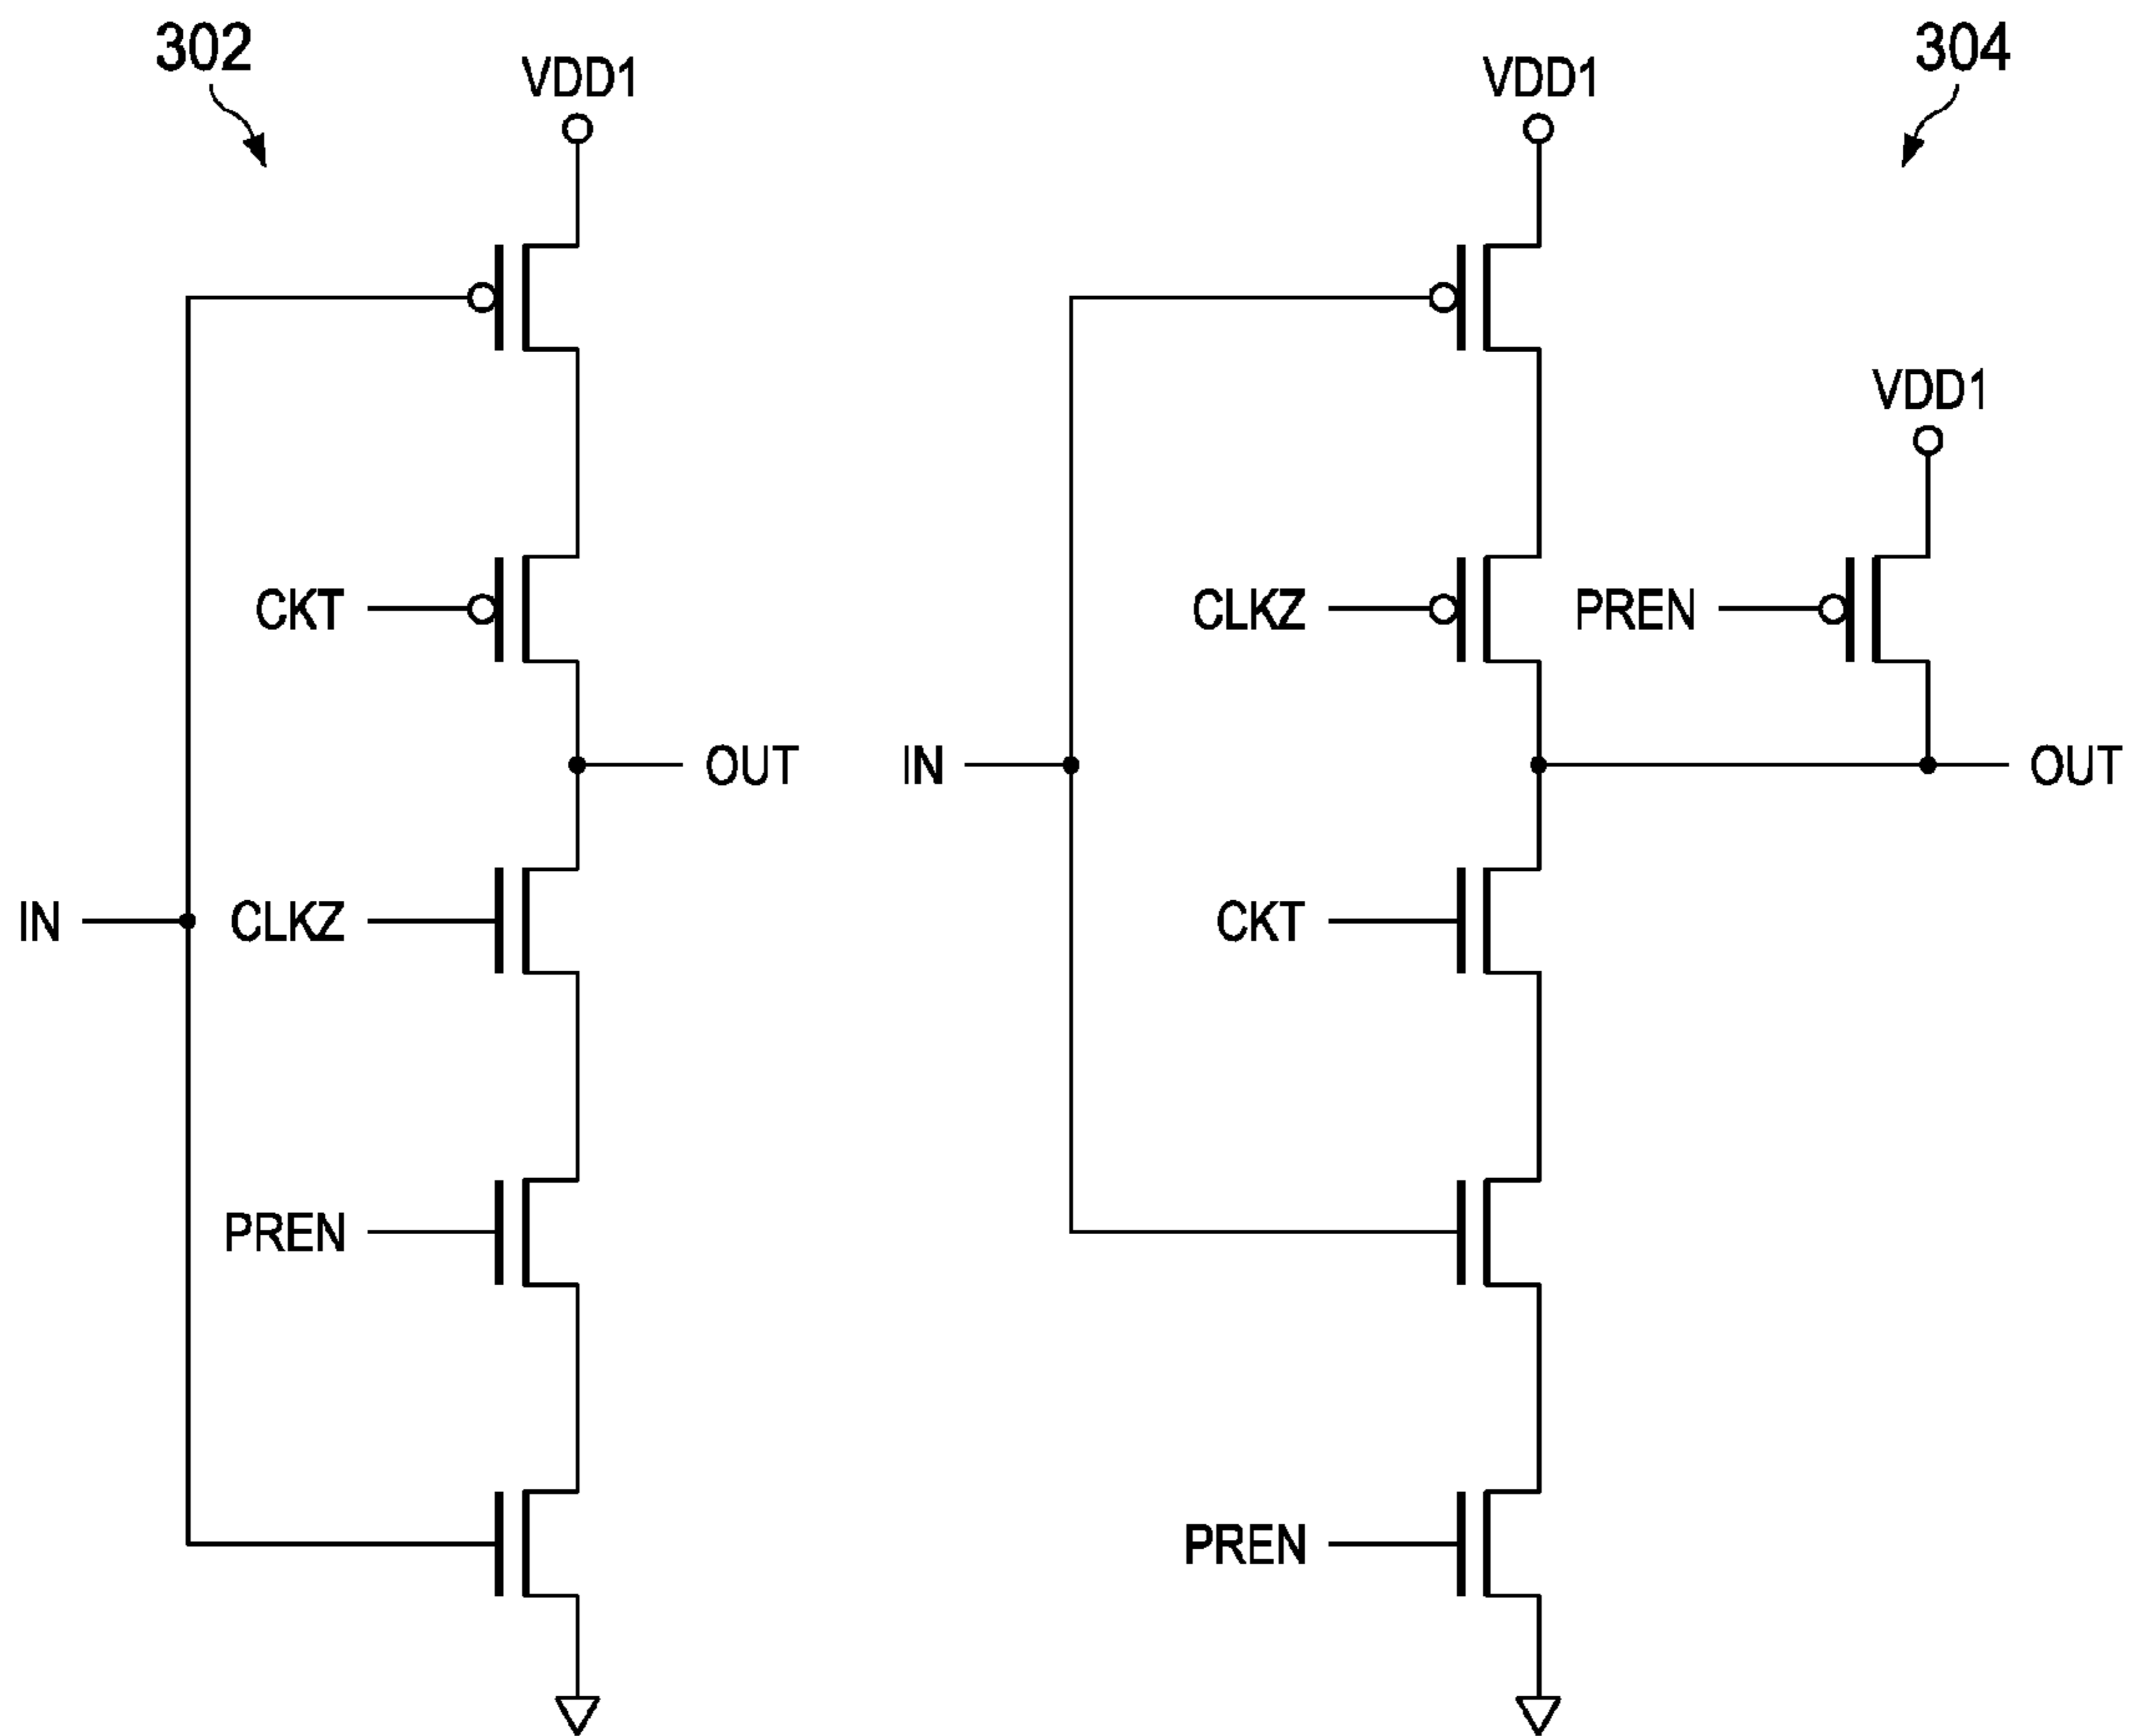 302
VDD1
CKT
OUT
IN
CLKZ
PREN
304
VDD1
VDD1
CLKZ
PREN
IN
OUT
CKT
PREN